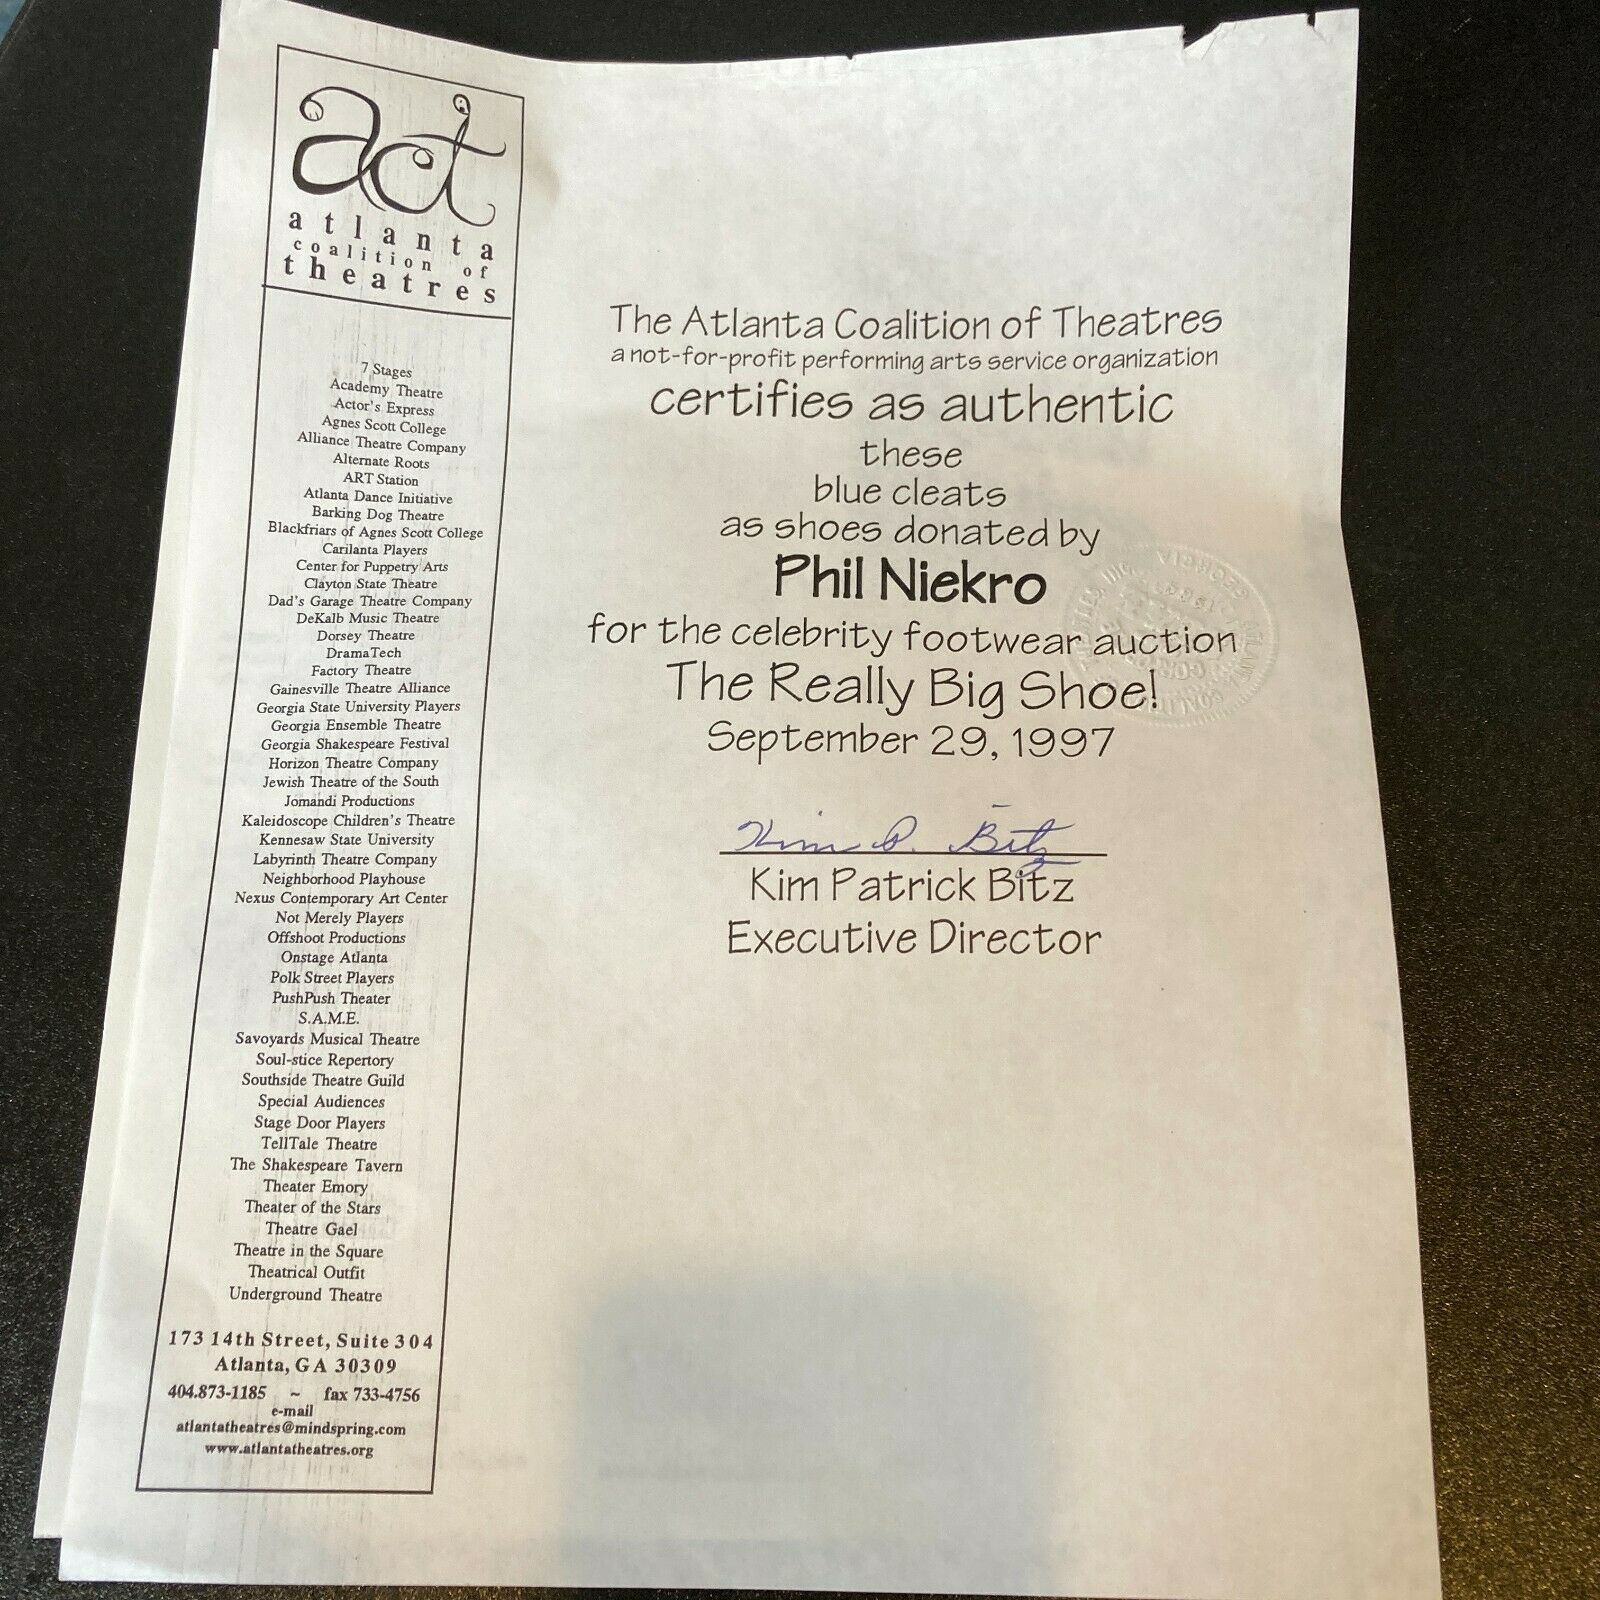 act
atlanta
coalition of
theatres
7 Stages
Academy Theatre
Actor's Express
Agnes Scott College
Alliance Theatre Company
Alternate Roots
ART Station
Atlanta Dance Initiative
Barking Dog Theatre
Blackfriars of Agnes Scott College
Carilanta Players
Center for Puppetry Arts
Clayton State Theatre
Dad's Garage Theatre Company
DeKalb Music Theatre
Dorsey Theatre
DramaTech
Factory Theatre
Gainesville Theatre Alliance
Georgia State University Players
Georgia Ensemble Theatre
Georgia Shakespeare Festival
Horizon Theatre Company
Jewish Theatre of the South
Jomandi Productions
Kaleidoscope Children's Theatre
Kennesaw State University
Labyrinth Theatre Company
Neighborhood Playhouse
Nexus Contemporary Art Center
Not Merely Players
Offshoot Productions
Onstage Atlanta
Polk Street Players
PushPush Theater
S.A.M.E.
Savoyards Musical Theatre
Soul-stice Repertory
Southside Theatre Guild
Special Audiences
Stage Door Players
TellTale Theatre
The Shakespeare Tavern
Theater Emory
Theater of the Stars
Theatre Gael
Theatre in the Square
Theatrical Outfit
Underground Theatre
173 14th Street, Suite 304
Atlanta, GA 30309
404.873-1185 ~ fax 733-4756
e-mail
atlantatheatres@mindspring.com
www.atlantatheatres.org
The Atlanta Coalition of Theatres
a not-for-profit performing arts service organization
certifies as authentic
these
blue cleats
as shoes donated by
Phil Niekro
for the celebrity footwear auction
The Really Big Shoe!
September 29, 1997
Kim P. Bitz
Kim Patrick Bitz
Executive Director